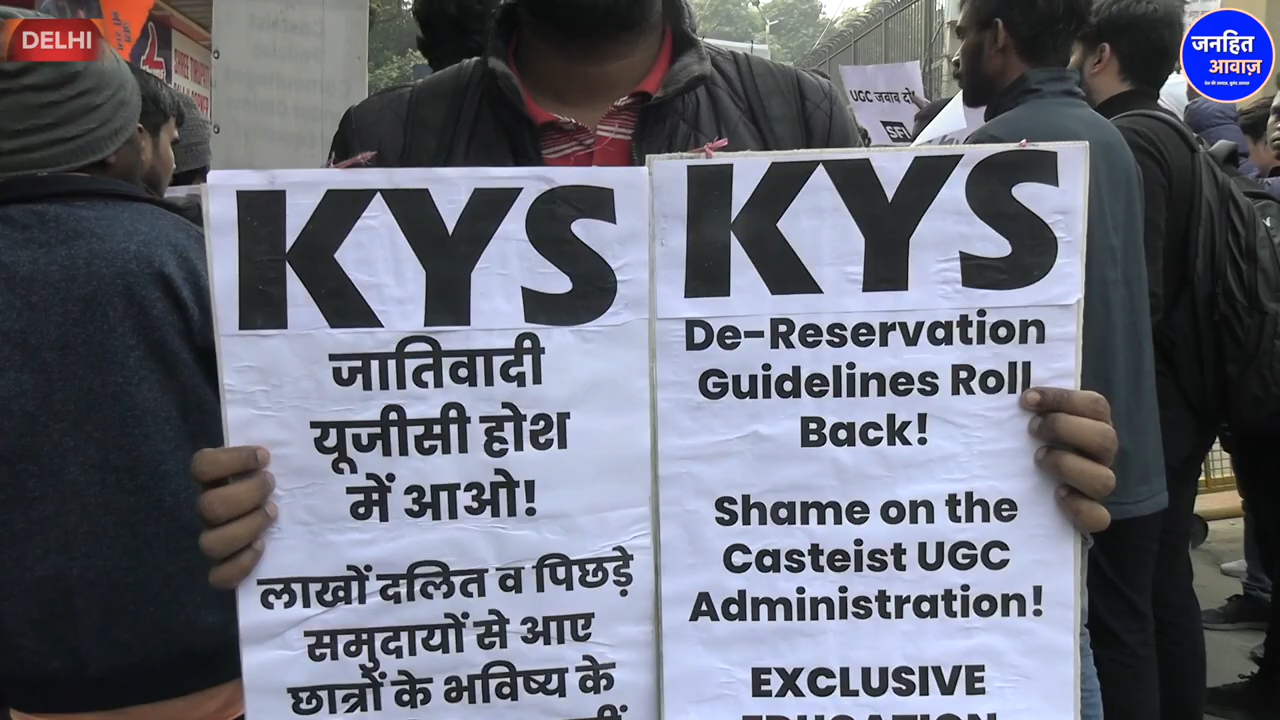 DELHI
जनहित
आवाज़
UGC जवाब दो
SFI
KYS
जातिवादी
यूजीसी होश
में आओ!
लाखों दलित व पिछड़े
समुदायों से आए
छात्रों के भविष्य के
KYS
De-Reservation
Guidelines Roll
Back!
Shame on the
Casteist UGC
Administration!
EXCLUSIVE
EDUCATION